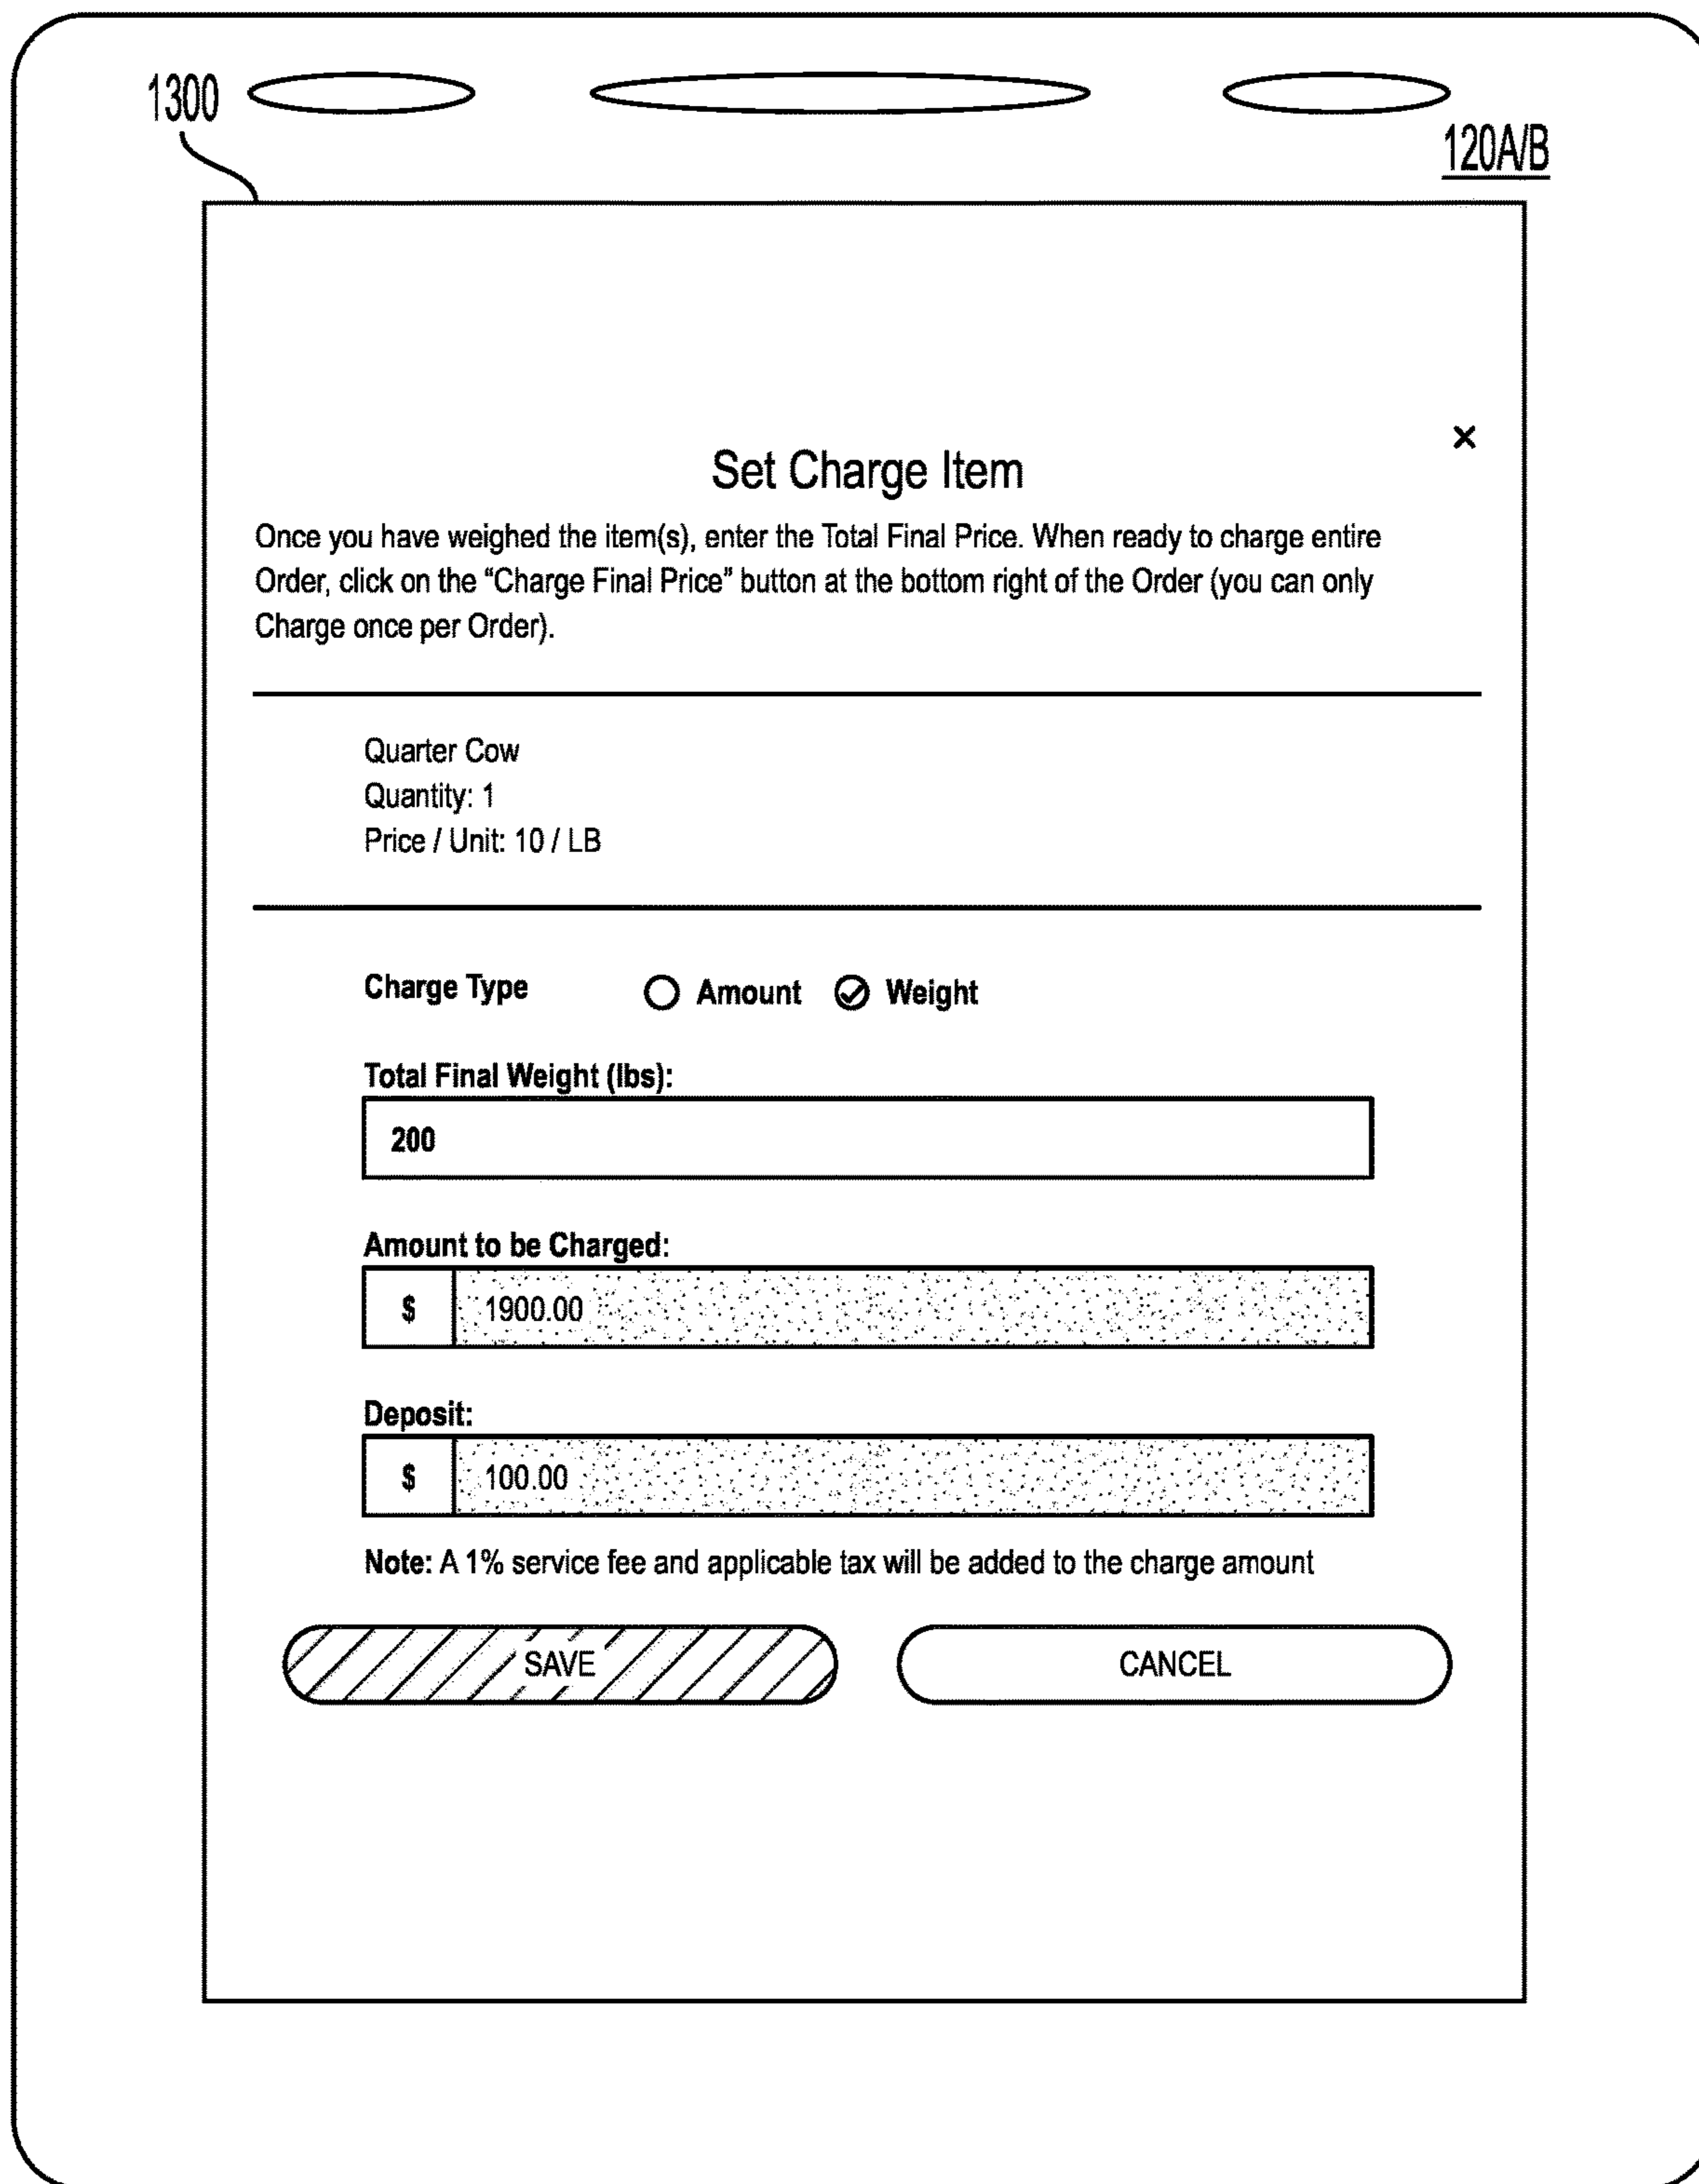 1300
120A/B
×
Set Charge Item
Once you have weighed the item(s), enter the Total Final Price. When ready to charge entire
Order, click on the “Charge Final Price” button at the bottom right of the Order (you can only
Charge once per Order).
Quarter Cow
Quantity: 1
Price / Unit: 10 / LB
Charge Type Amount Weight
Total Final Weight (lbs):
200
Amount to be Charged:
$ 1900.00
Deposit:
$ 100.00
Note: A 1% service fee and applicable tax will be added to the charge amount
SAVE CANCEL